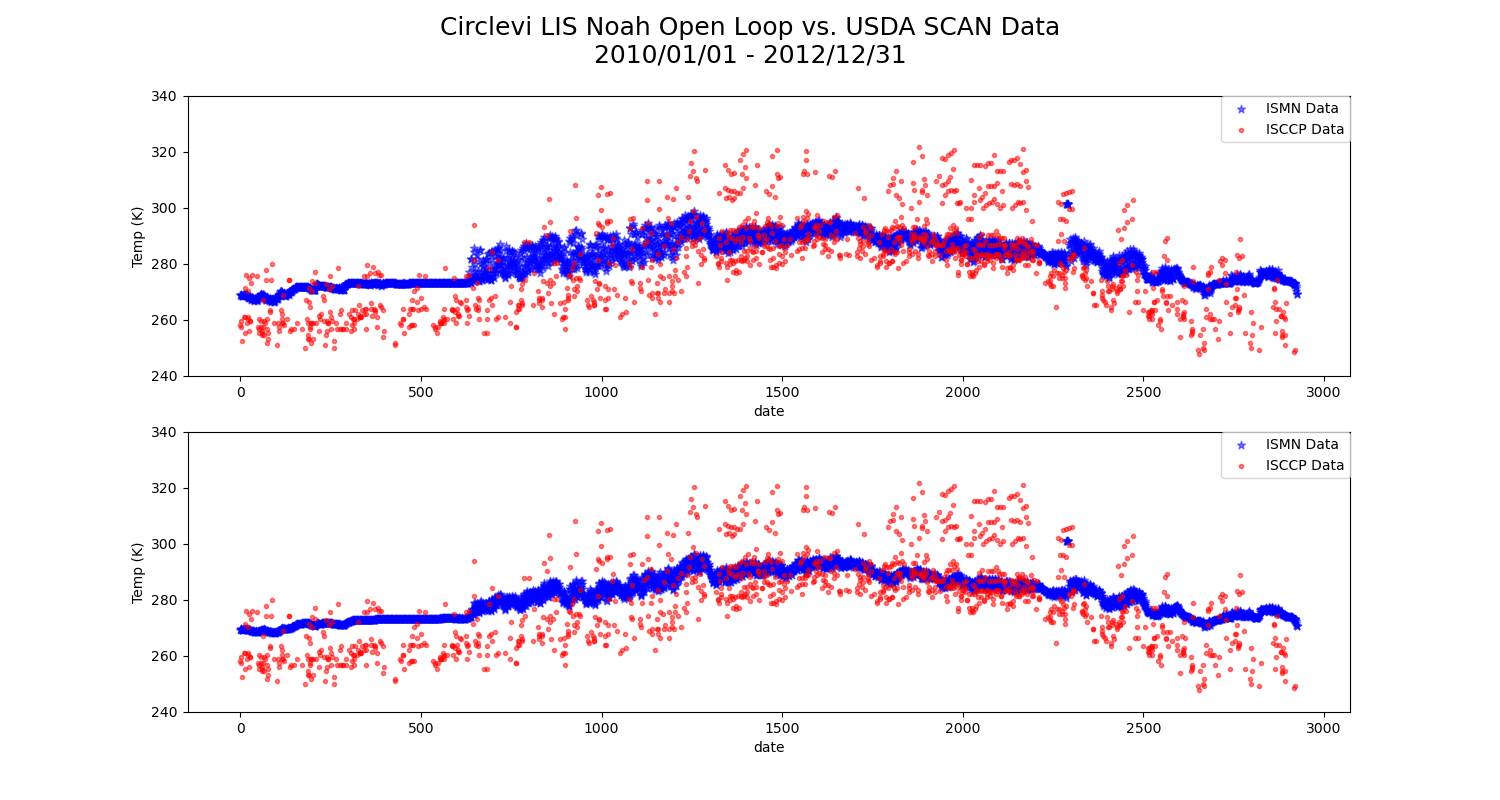 Circlevi LIS Noah Open Loop vs. USDA SCAN Data
2010/01/01 - 2012/12/31
340
320
300
280
260
240
Temp (K)
ISMN Data
ISCCP Data
0 500 1000 1500 2000 2500 3000
date
340
320
300
280
260
240
Temp (K)
ISMN Data
ISCCP Data
0 500 1000 1500 2000 2500 3000
date